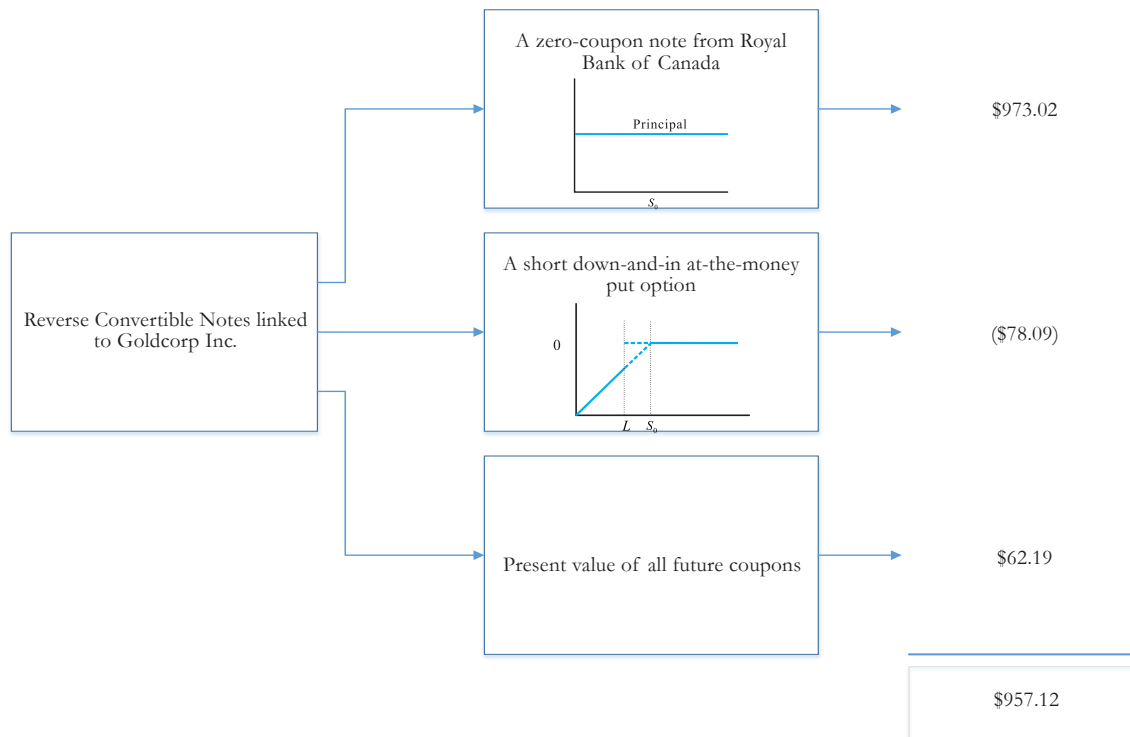 A zero-coupon note from Royal
Bank of Canada
Principal
S₀
$973.02
Reverse Convertible Notes linked
to Goldcorp Inc.
A short down-and-in at-the-money
put option
0
L S₀
($78.09)
Present value of all future coupons
$62.19
$957.12